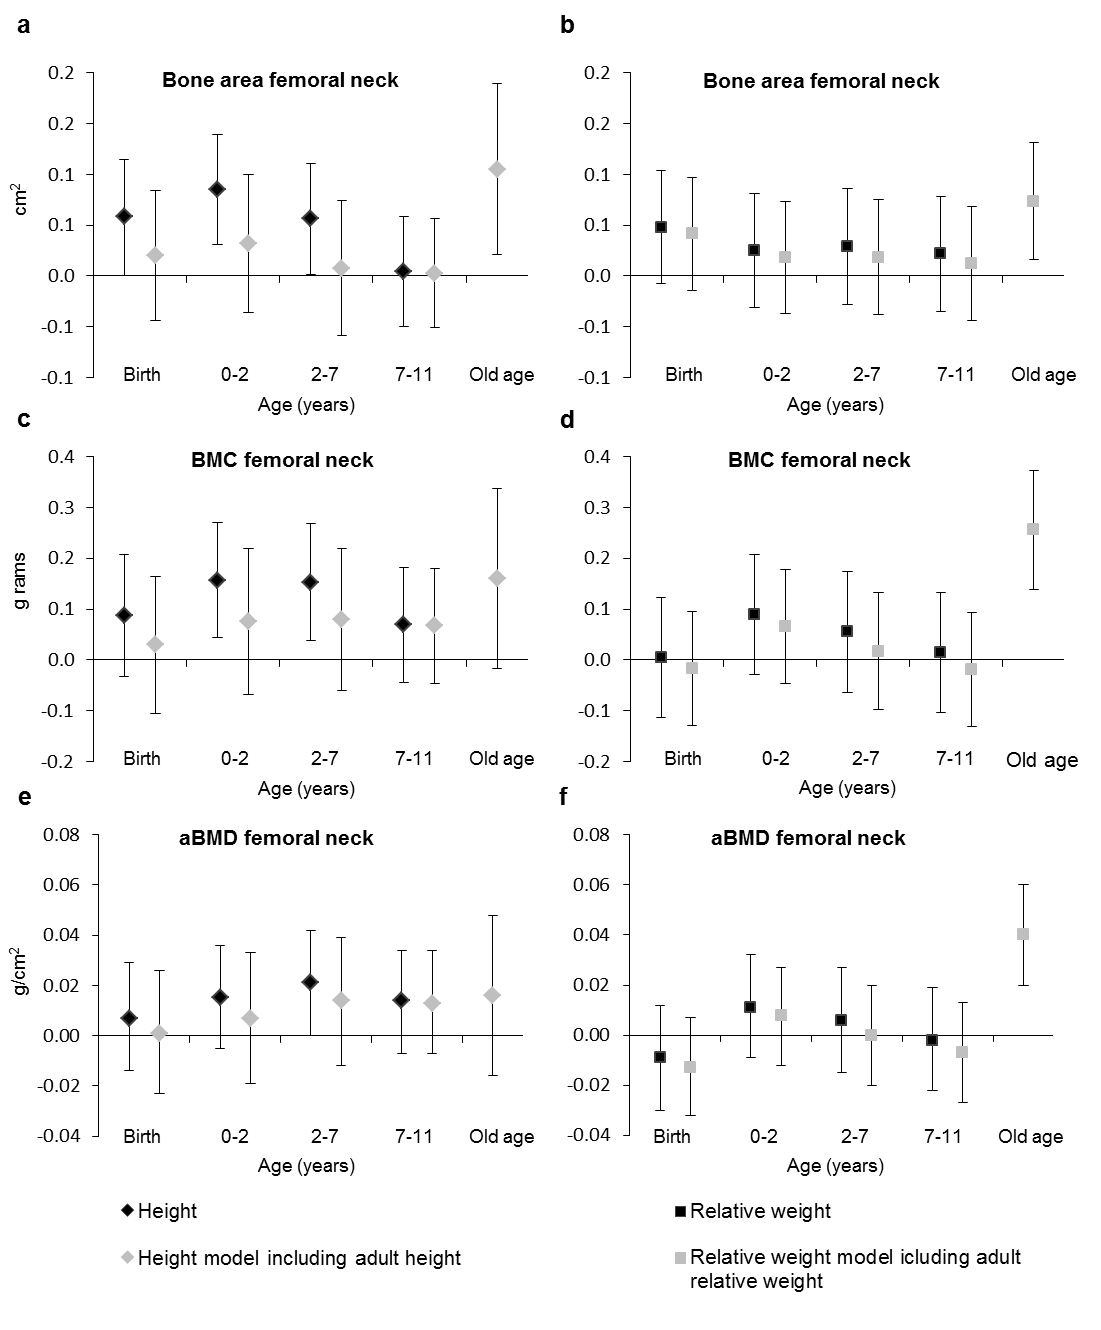 a
b
Bone area femoral neck
Bone area femoral neck
0.2
0.2
0.1
0.1
0.0
-0.1
-0.1
cm2
Birth 0-2 2-7 7-11 Old age
Age (years)
0.2
0.2
0.1
0.1
0.0
-0.1
-0.1
Birth 0-2 2-7 7-11 Old age
Age (years)
c
d
BMC femoral neck
BMC femoral neck
0.4
0.3
0.2
0.1
0.0
-0.1
-0.2
g rams
Birth 0-2 2-7 7-11 Old age
Age (years)
0.4
0.3
0.2
0.1
0.0
-0.1
-0.2
Birth 0-2 2-7 7-11 Old age
Age (years)
e
f
aBMD femoral neck
aBMD femoral neck
0.08
0.06
0.04
0.02
0.00
-0.02
-0.04
g/cm2
Birth 0-2 2-7 7-11 Old age
Age (years)
0.08
0.06
0.04
0.02
0.00
-0.02
-0.04
Birth 0-2 2-7 7-11 Old age
Age (years)
Height
Height model including adult height
Relative weight
Relative weight model icluding adult
relative weight